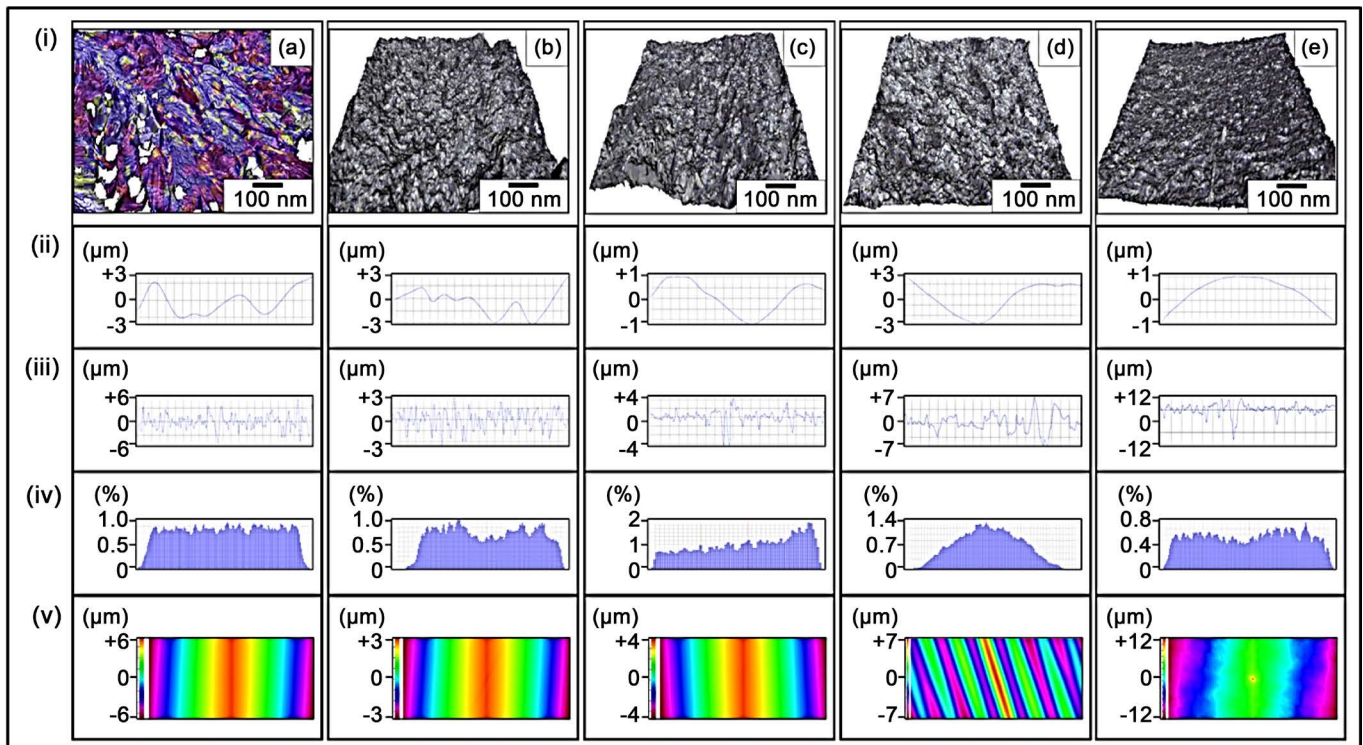 (i) (a) (b) (c) (d) (e)
100 nm 100 nm 100 nm 100 nm 100 nm
(ii) (µm) (µm) (µm) (µm) (µm)
+3 +3 +1 +3 +1
0 0 0 0 0
-3 -3 -1 -3 -1
(iii) (µm) (µm) (µm) (µm) (µm)
+6 +3 +4 +7 +12
0 0 0 0 0
-6 -3 -4 -7 -12
(iv) (%) (%) (%) (%) (%)
1.0 1.0 2 1.4 0.8
0.5 0.5 1 0.7 0.4
0 0 0 0 0
(v) (µm) (µm) (µm) (µm) (µm)
+6 +3 +4 +7 +12
0 0 0 0 0
-6 -3 -4 -7 -12